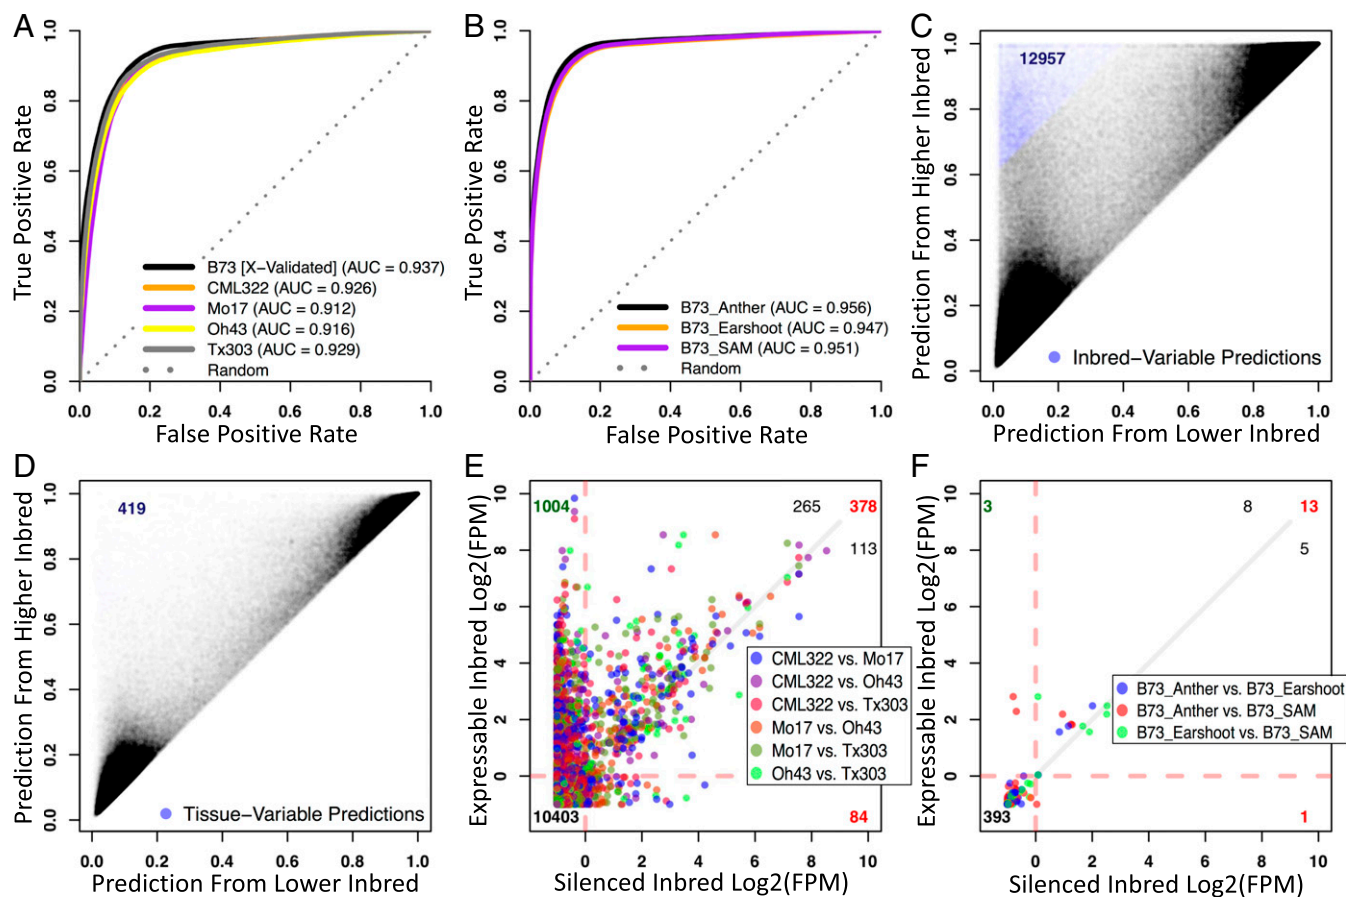 A
True Positive Rate
0.0 0.2 0.4 0.6 0.8 1.0
B73 [X-Validated] (AUC = 0.937)
CML322 (AUC = 0.926)
Mo17 (AUC = 0.912)
Oh43 (AUC = 0.916)
Tx303 (AUC = 0.929)
Random
0.0 0.2 0.4 0.6 0.8 1.0
False Positive Rate
B
True Positive Rate
0.0 0.2 0.4 0.6 0.8 1.0
B73_Anther (AUC = 0.956)
B73_Earshoot (AUC = 0.947)
B73_SAM (AUC = 0.951)
Random
0.0 0.2 0.4 0.6 0.8 1.0
False Positive Rate
C
Prediction From Higher Inbred
0.0 0.2 0.4 0.6 0.8 1.0
12957
Inbred-Variable Predictions
0.0 0.2 0.4 0.6 0.8 1.0
Prediction From Lower Inbred
D
Prediction From Higher Inbred
0.0 0.2 0.4 0.6 0.8 1.0
419
Tissue-Variable Predictions
0.0 0.2 0.4 0.6 0.8 1.0
Prediction From Lower Inbred
E
Expressable Inbred Log2(FPM)
0 2 4 6 8 10
1004
265
378
113
CML322 vs. Mo17
CML322 vs. Oh43
CML322 vs. Tx303
Mo17 vs. Oh43
Mo17 vs. Tx303
Oh43 vs. Tx303
10403
84
0 2 4 6 8 10
Silenced Inbred Log2(FPM)
F
Expressable Inbred Log2(FPM)
0 2 4 6 8 10
3
8
13
5
B73_Anther vs. B73_Earshoot
B73_Anther vs. B73_SAM
B73_Earshoot vs. B73_SAM
393
1
0 2 4 6 8 10
Silenced Inbred Log2(FPM)